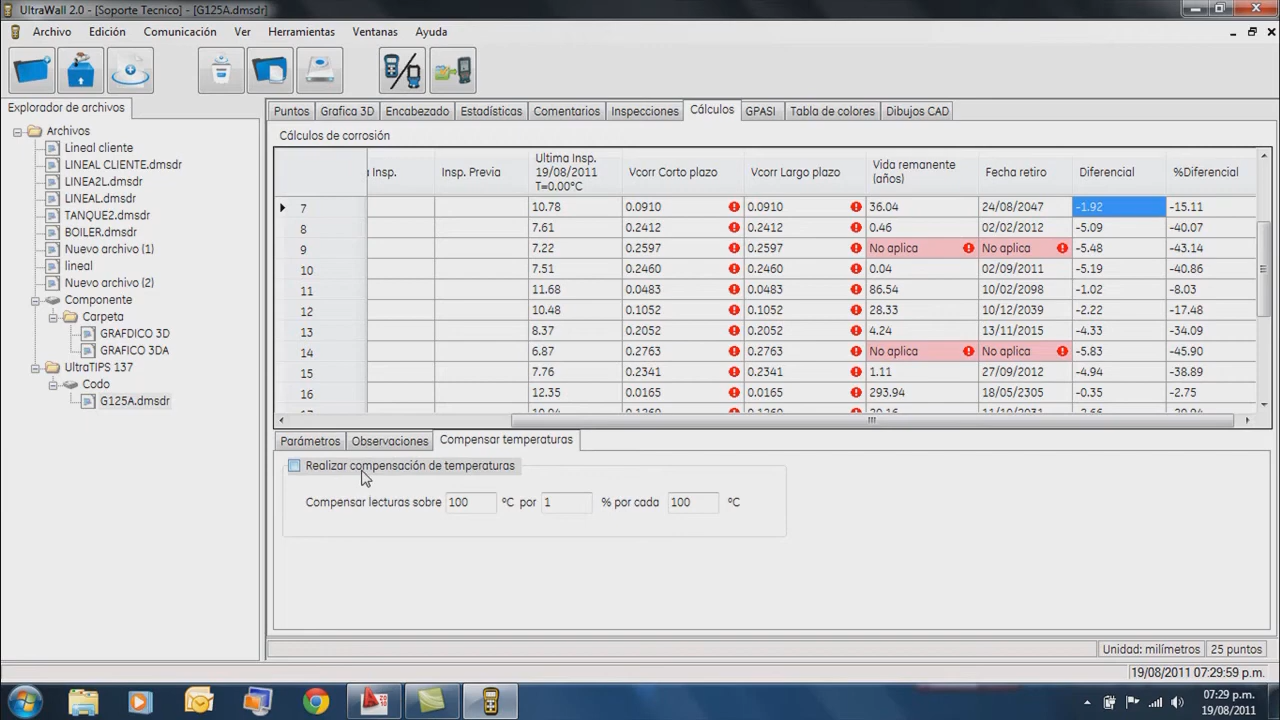 UltraWall 2.0 - [Soporte Tecnico] - [G125A.dmsdr]
Archivo Edición Comunicación Ver Herramientas Ventanas Ayuda
Explorador de archivos
Archivos
Lineal cliente
LINEAL CLIENTE.dmsdr
LINEA2L.dmsdr
LINEAL.dmsdr
TANQUE2.dmsdr
BOILER.dmsdr
Nuevo archivo (1)
lineal
Nuevo archivo (2)
Componente
Carpeta
GRAFDICO 3D
GRAFICO 3DA
UltraTIPS 137
Codo
G125A.dmsdr
Puntos Grafica 3D Encabezado Estadísticas Comentarios Inspecciones Cálculos GPASI Tabla de colores Dibujos CAD
Cálculos de corrosión
a Insp. Insp. Previa Ultima Insp. 19/08/2011 T=0.00°C Vcorr Corto plazo Vcorr Largo plazo Vida remanente (años) Fecha retiro Diferencial %Diferencial
7 10.78 0.0910 0.0910 36.04 24/08/2047 -1.92 -15.11
8 7.61 0.2412 0.2412 0.46 02/02/2012 -5.09 -40.07
9 7.22 0.2597 0.2597 No aplica No aplica -5.48 -43.14
10 7.51 0.2460 0.2460 0.04 02/09/2011 -5.19 -40.86
11 11.68 0.0483 0.0483 86.54 10/02/2098 -1.02 -8.03
12 10.48 0.1052 0.1052 28.33 10/12/2039 -2.22 -17.48
13 8.37 0.2052 0.2052 4.24 13/11/2015 -4.33 -34.09
14 6.87 0.2763 0.2763 No aplica No aplica -5.83 -45.90
15 7.76 0.2341 0.2341 1.11 27/09/2012 -4.94 -38.89
16 12.35 0.0165 0.0165 293.94 18/05/2305 -0.35 -2.75
Parámetros Observaciones Compensar temperaturas
Realizar compensación de temperaturas
Compensar lecturas sobre 100 ºC por 1 % por cada 100 ºC
Unidad: milímetros 25 puntos
19/08/2011 07:29:59 p.m.
07:29 p.m.
19/08/2011